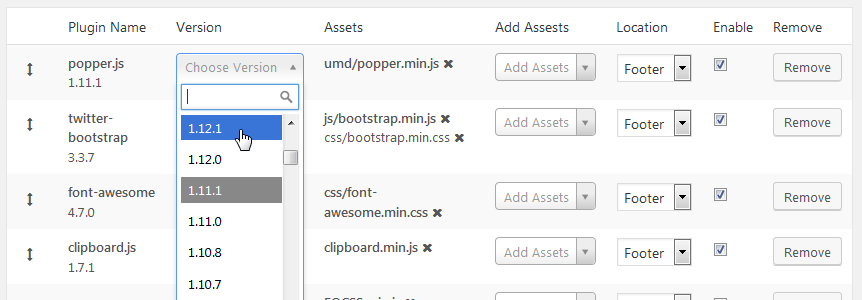 Plugin Name Version Assets Add Assests Location Enable Remove
popper.js Choose Version umd/popper.min.js ✖ Add Assets Footer Remove
1.11.1
1.12.1
twitter-bootstrap js/bootstrap.min.js ✖ Add Assets Footer Remove
css/bootstrap.min.css ✖
3.3.7
1.12.0
1.11.1
font-awesome css/font-awesome.min.css ✖ Add Assets Footer Remove
4.7.0
1.11.0
clipboard.js clipboard.min.js ✖ Add Assets Footer Remove
1.7.1
1.10.8
1.10.7